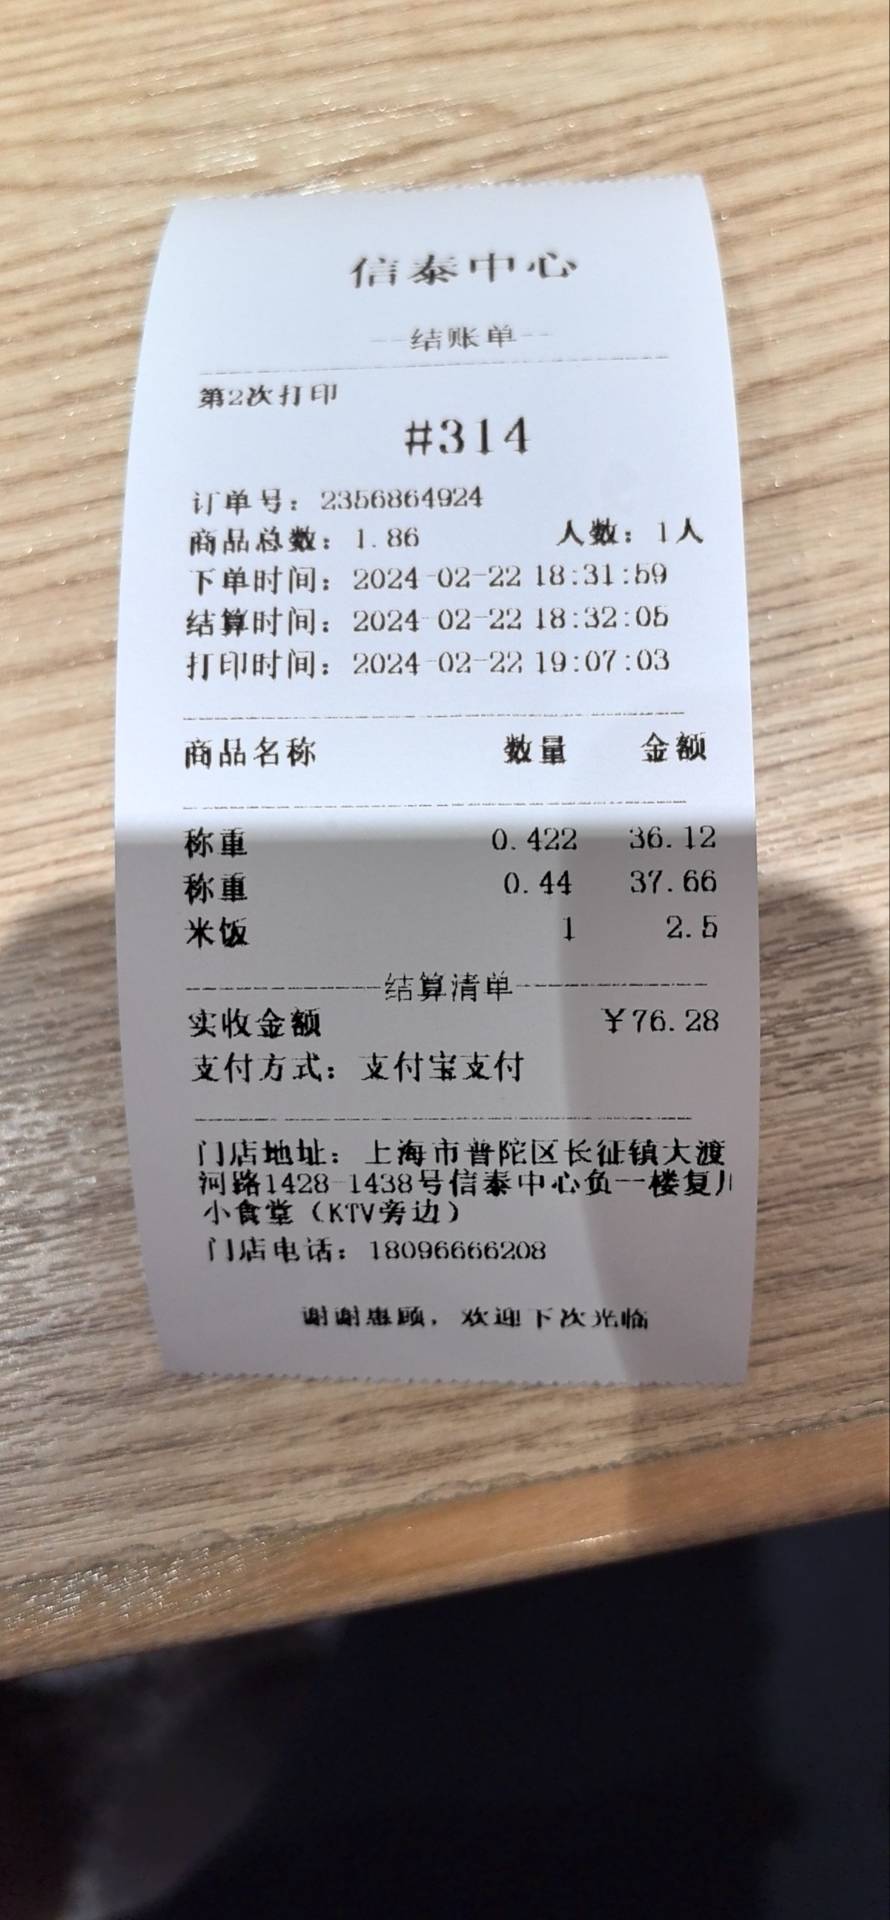 信泰中心
--结账单--
第2次打印
#314
订单号：2356864924
商品总数：1.86 人数：1人
下单时间：2024-02-22 18:31:59
结算时间：2024-02-22 18:32:05
打印时间：2024-02-22 19:07:03
商品名称 数量 金额
称重 0.422 36.12
称重 0.44 37.66
米饭 1 2.5
结算清单
实收金额 ￥76.28
支付方式：支付宝支付
门店地址：上海市普陀区长征镇大渡
河路1428-1438号信泰中心负一楼复
小食堂（KTV旁边）
门店电话：18096666208
谢谢惠顾，欢迎下次光临